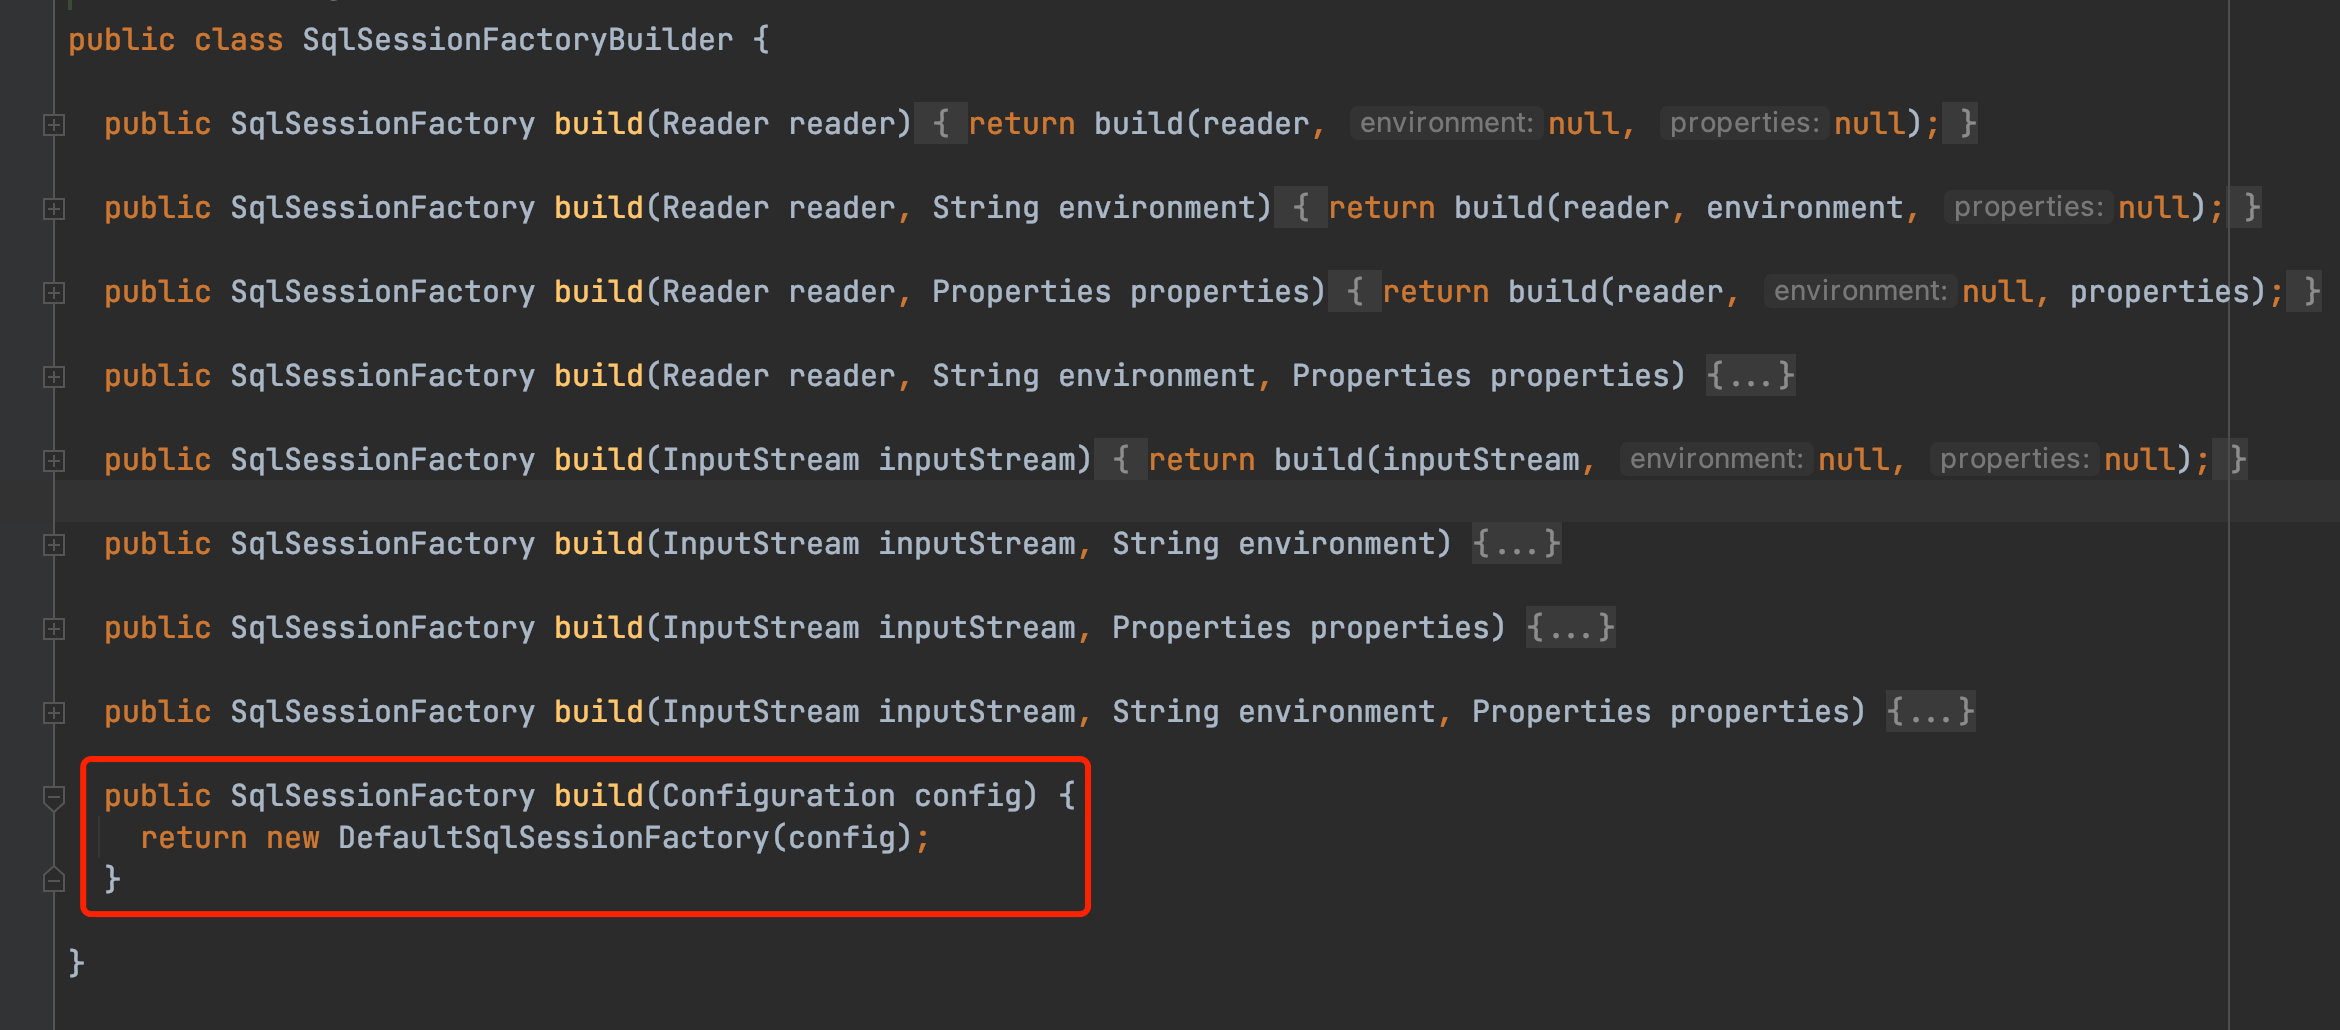 public class SqlSessionFactoryBuilder {
public SqlSessionFactory build(Reader reader) { return build(reader, environment: null, properties: null); }
public SqlSessionFactory build(Reader reader, String environment) { return build(reader, environment, properties: null); }
public SqlSessionFactory build(Reader reader, Properties properties) { return build(reader, environment: null, properties); }
public SqlSessionFactory build(Reader reader, String environment, Properties properties) {...}
public SqlSessionFactory build(InputStream inputStream) { return build(inputStream, environment: null, properties: null); }
public SqlSessionFactory build(InputStream inputStream, String environment) {...}
public SqlSessionFactory build(InputStream inputStream, Properties properties) {...}
public SqlSessionFactory build(InputStream inputStream, String environment, Properties properties) {...}
public SqlSessionFactory build(Configuration config) {
return new DefaultSqlSessionFactory(config);
}
}